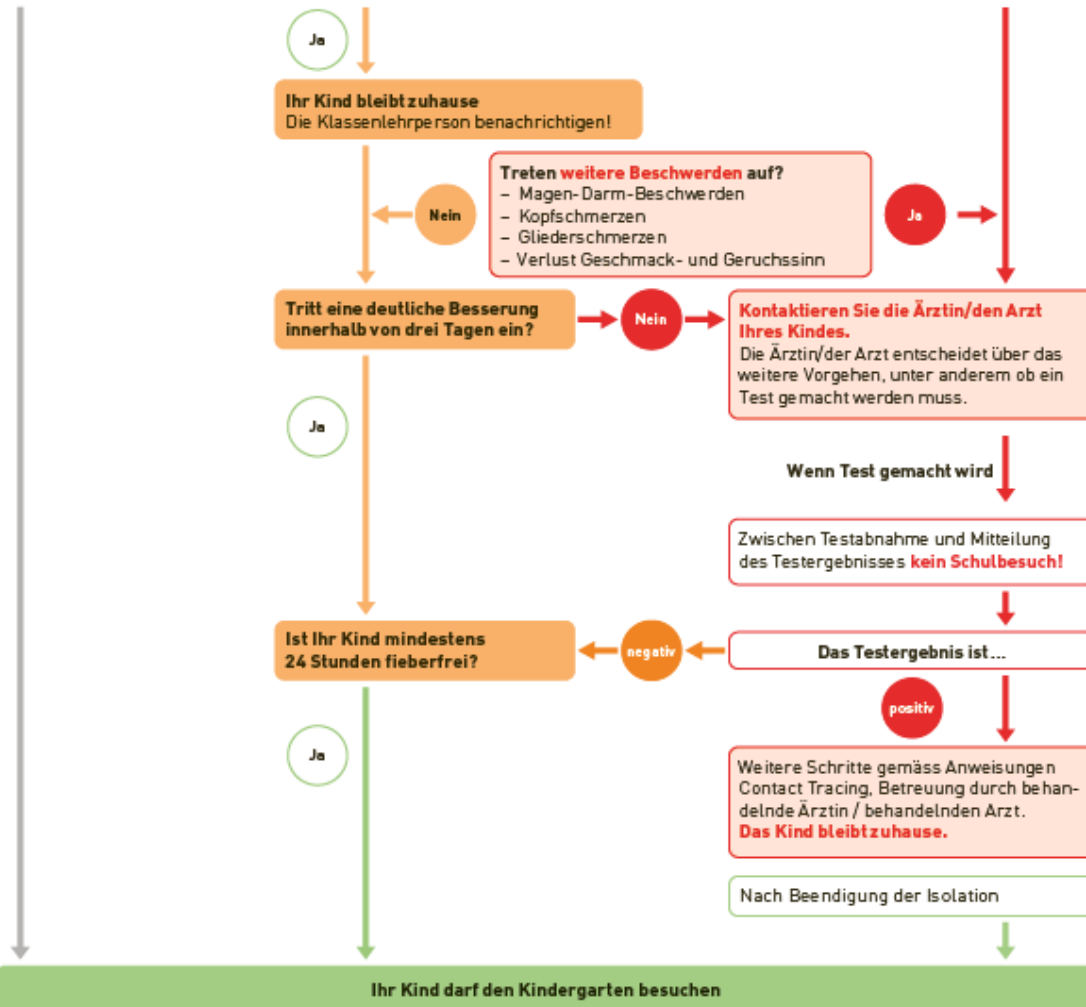 Ja
Ihr Kind bleibt zuhause
Die Klassenlehrperson benachrichtigen!
Treten weitere Beschwerden auf?
– Magen-Darm-Beschwerden
– Kopfschmerzen
– Gliederschmerzen
– Verlust Geschmack- und Geruchssinn
Nein
Ja
Tritt eine deutliche Besserung
innerhalb von drei Tagen ein?
Nein
Kontaktieren Sie die Ärztin/den Arzt
Ihres Kindes.
Die Ärztin/der Arzt entscheidet über das
weitere Vorgehen, unter anderem ob ein
Test gemacht werden muss.
Ja
Wenn Test gemacht wird
Zwischen Testabnahme und Mitteilung
des Testergebnisses kein Schulbesuch!
Ist Ihr Kind mindestens
24 Stunden fieberfrei?
negativ
Das Testergebnis ist...
positiv
Ja
Weitere Schritte gemäss Anweisungen
Contact Tracing, Betreuung durch behan-
delnde Ärztin / behandelnden Arzt.
Das Kind bleibt zuhause.
Nach Beendigung der Isolation
Ihr Kind darf den Kindergarten besuchen